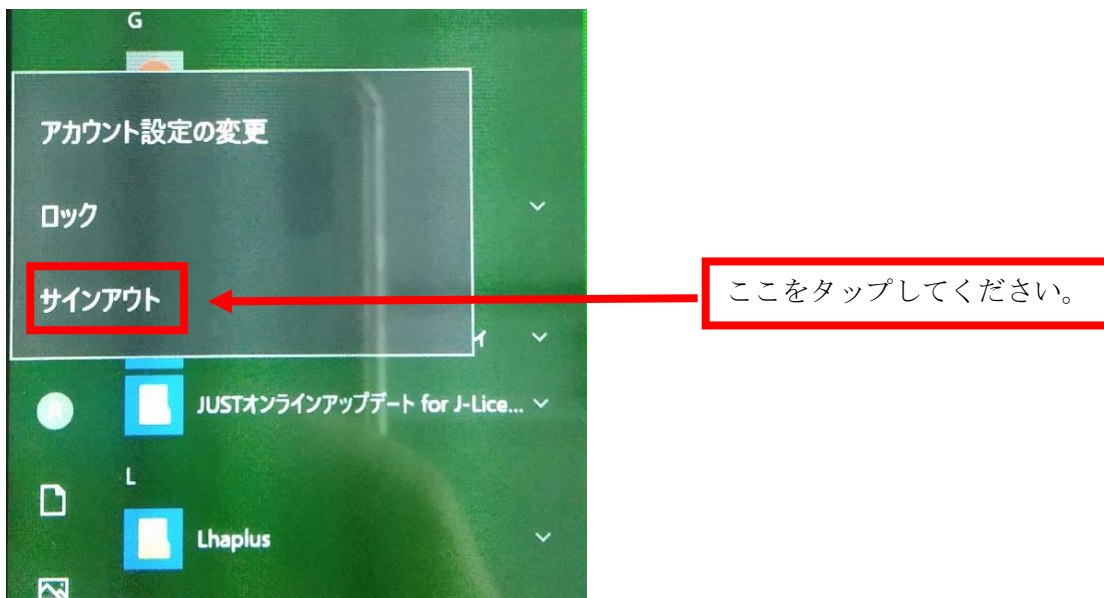 G
アカウント設定の変更
ロック
サインアウト
ここをタップしてください。
ィ
JUSTオンラインアップデート for J-Lice...
L
Lhaplus